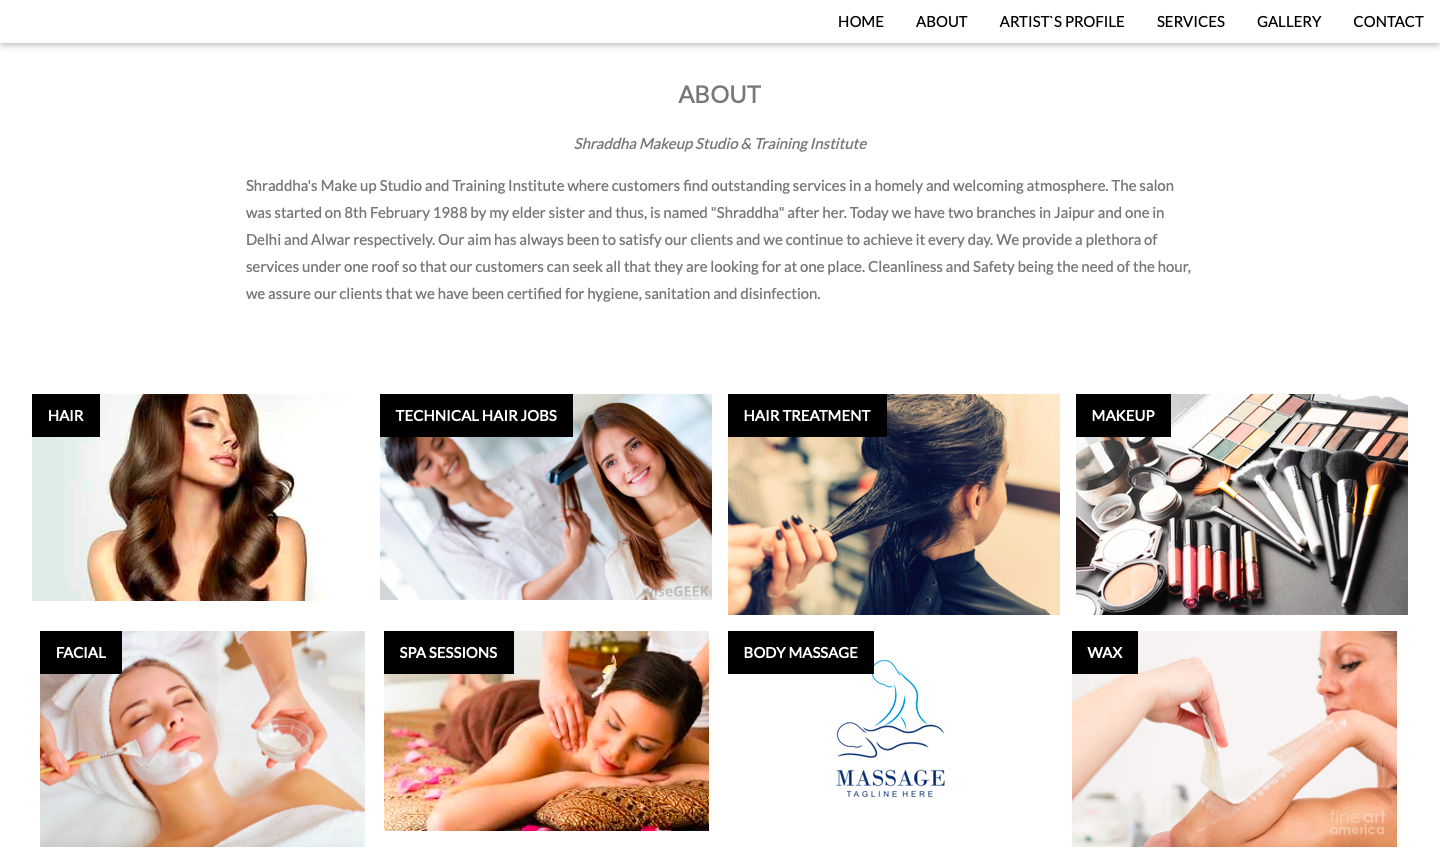 HOME ABOUT ARTIST`S PROFILE SERVICES GALLERY CONTACT
ABOUT
Shraddha Makeup Studio & Training Institute
Shraddha's Make up Studio and Training Institute where customers find outstanding services in a homely and welcoming atmosphere. The salon
was started on 8th February 1988 by my elder sister and thus, is named "Shraddha" after her. Today we have two branches in Jaipur and one in
Delhi and Alwar respectively. Our aim has always been to satisfy our clients and we continue to achieve it every day. We provide a plethora of
services under one roof so that our customers can seek all that they are looking for at one place. Cleanliness and Safety being the need of the hour,
we assure our clients that we have been certified for hygiene, sanitation and disinfection.
HAIR
TECHNICAL HAIR JOBS
wiseGEEK
HAIR TREATMENT
MAKEUP
FACIAL
SPA SESSIONS
BODY MASSAGE
MASSAGE
TAGLINE HERE
WAX
fineart
america